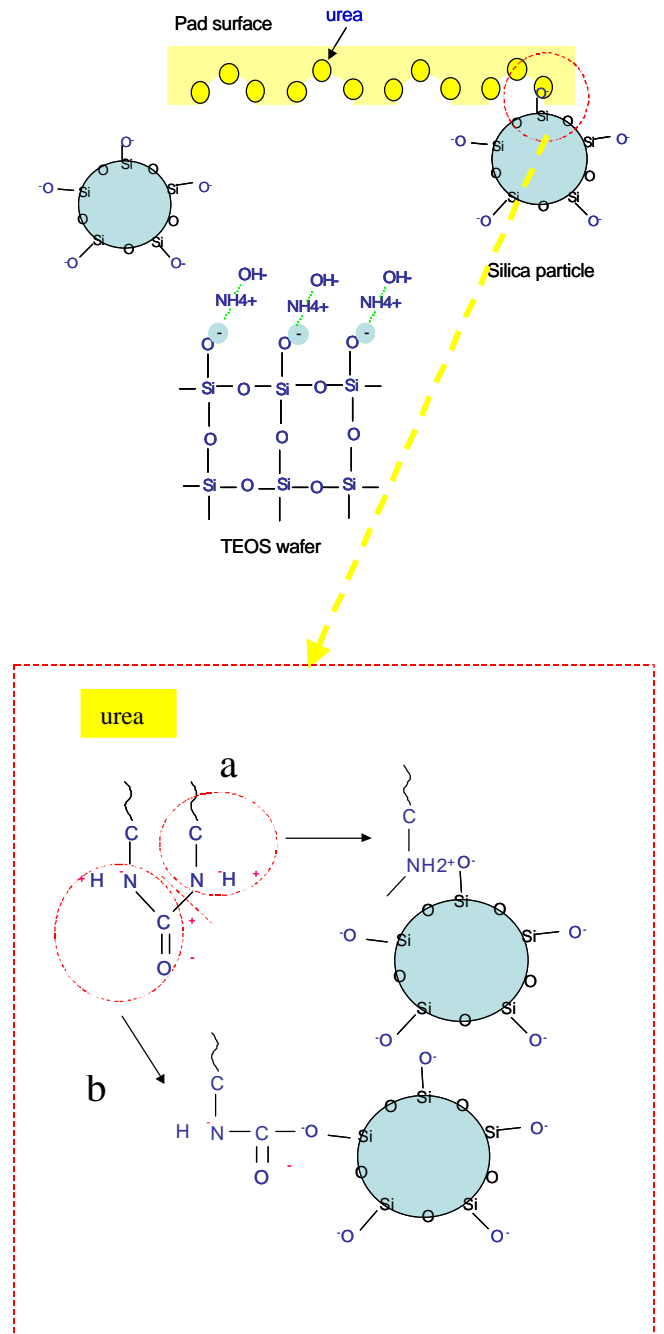 Pad surface
urea
O-
Si
O
O
Si
Si
O
O
Si
Si
O
-O
O-
-O
O-
O-
Si
O
O
-O
Si
Si
O-
O
O
Si
Si
O
-O
O-
Silica particle
OH-
OH-
OH-
NH4+
NH4+
NH4+
- - -
O O O
Si O Si O Si
O O O
Si O Si O Si
TEOS wafer
urea
a
C C
+ H - N N - H +
C +
O -
C
NH2+ O-
Si
O
O
-O
Si
Si
O-
O
O
Si
Si
O
-O
O-
b
C
H - N C -O
O -
O-
Si
O
O
Si
Si
O-
O
O
Si
Si
O
-O
O-